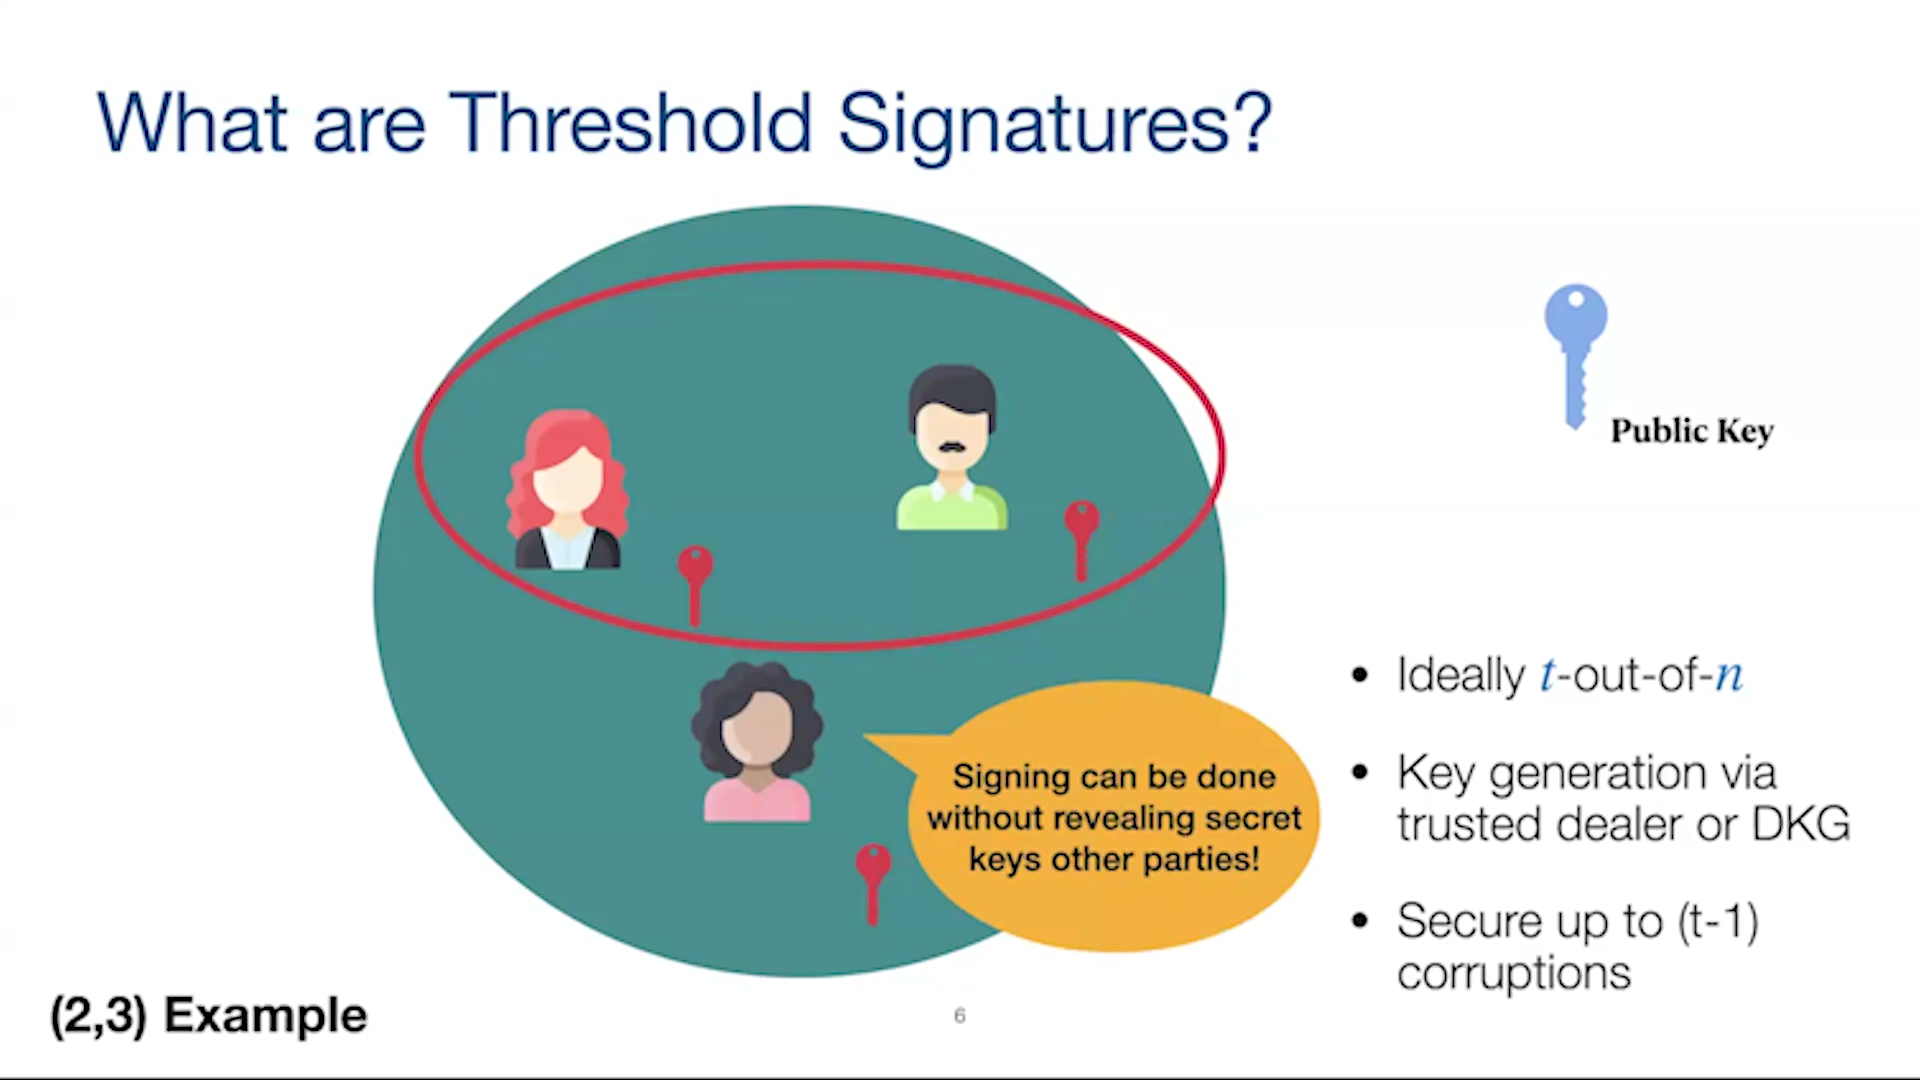 What are Threshold Signatures?
Public Key
• Ideally t-out-of-n
• Key generation via
trusted dealer or DKG
• Secure up to (t-1)
corruptions
Signing can be done
without revealing secret
keys other parties!
(2,3) Example
6